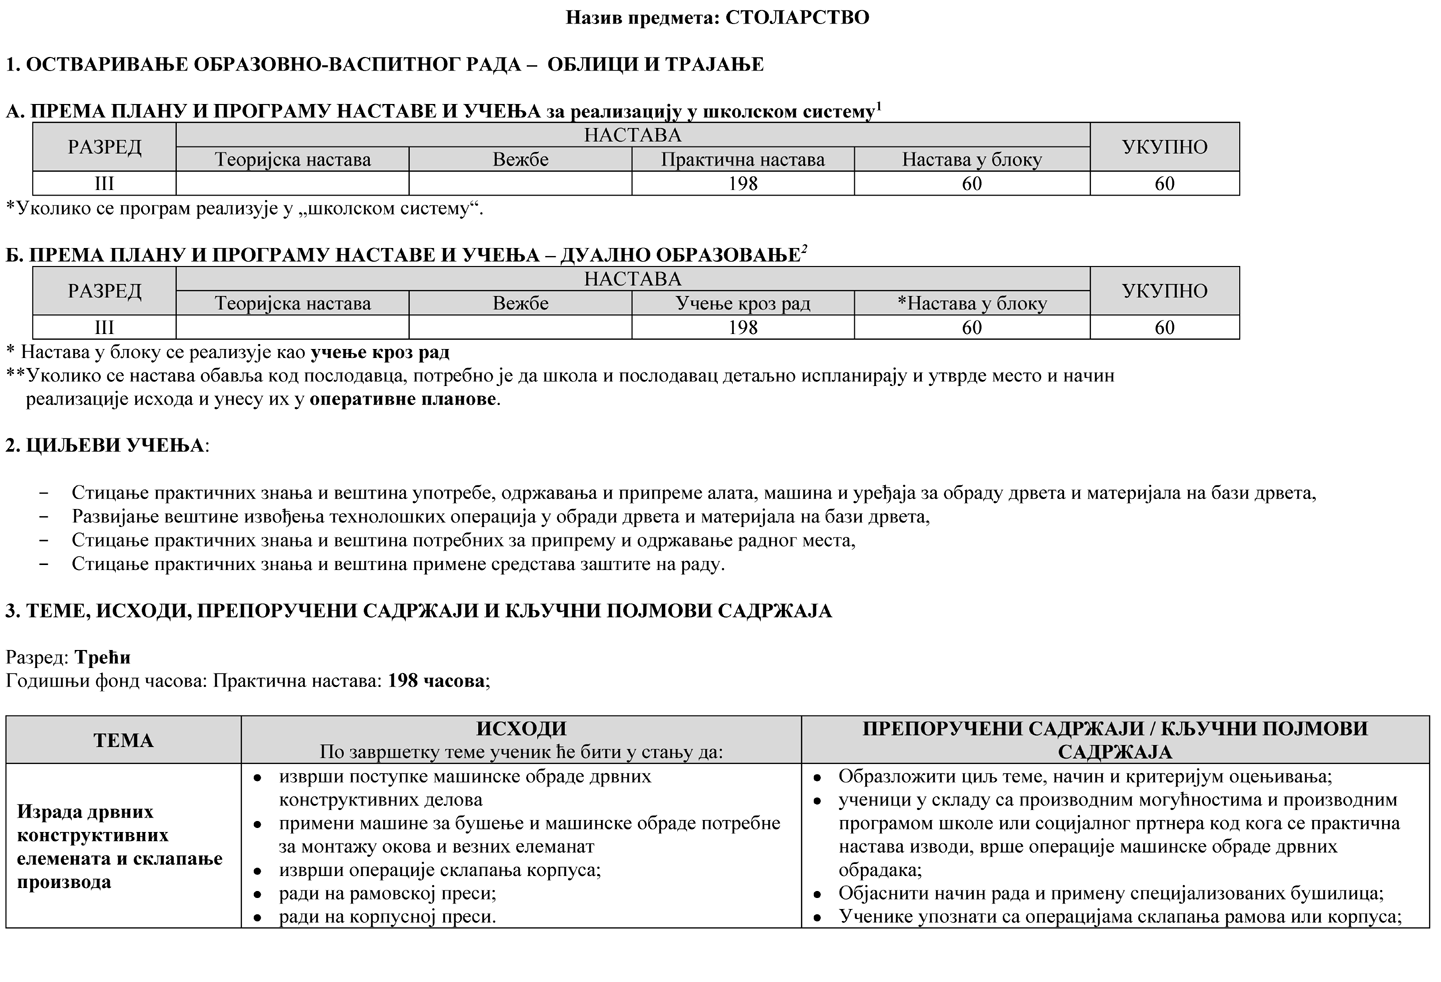 Назив предмета: СТОЛАРСТВО
1. ОСТВАРИВАЊЕ ОБРАЗОВНО-ВАСПИТНОГ РАДА – ОБЛИЦИ И ТРАЈАЊЕ
А. ПРЕМА ПЛАНУ И ПРОГРАМУ НАСТАВЕ И УЧЕЊА за реализацију у школском систему1
РАЗРЕД
НАСТАВА
УКУПНО
Теоријска настава
Вежбе
Практична настава
Настава у блоку
III
198
60
60
*Уколико се програм реализује у „школском систему“.
Б. ПРЕМА ПЛАНУ И ПРОГРАМУ НАСТАВЕ И УЧЕЊА – ДУАЛНО ОБРАЗОВАЊЕ2
РАЗРЕД
НАСТАВА
УКУПНО
Теоријска настава
Вежбе
Учење кроз рад
*Настава у блоку
III
198
60
60
* Настава у блоку се реализује као учење кроз рад
**Уколико се настава обавља код послодавца, потребно је да школа и послодавац детаљно испланирају и утврде место и начин
реализације исхода и унесу их у оперативне планове.
2. ЦИЉЕВИ УЧЕЊА:
− Стицање практичних знања и вештина употребе, одржавања и припреме алата, машина и уређаја за обраду дрвета и материјала на бази дрвета,
− Развијање вештине извођења технолошких операција у обради дрвета и материјала на бази дрвета,
− Стицање практичних знања и вештина потребних за припрему и одржавање радног места,
− Стицање практичних знања и вештина примене средстава заштите на раду.
3. ТЕМЕ, ИСХОДИ, ПРЕПОРУЧЕНИ САДРЖАЈИ И КЉУЧНИ ПОЈМОВИ САДРЖАЈА
Разред: Трећи
Годишњи фонд часова: Практична настава: 198 часова;
ТЕМА
ИСХОДИ
По завршетку теме ученик ће бити у стању да:
ПРЕПОРУЧЕНИ САДРЖАЈИ / КЉУЧНИ ПОЈМОВИ
САДРЖАЈА
Израда дрвних
конструктивних
елемената и склапање
производа
• изврши поступке машинске обраде дрвних
конструктивних делова
• примени машине за бушење и машинске обраде потребне
за монтажу окова и везних елеманат
• изврши операције склапања корпуса;
• ради на рамовској преси;
• ради на корпусној преси.
• Образложити циљ теме, начин и критеријум оцењивања;
• ученици у складу са производним могућностима и производним
програмом школе или социјалног пртнера код кога се практична
настава изводи, врше операције машинске обраде дрвних
обрадака;
• Објаснити начин рада и примену специјализованих бушилица;
• Ученике упознати са операцијама склапања рамова или корпуса;